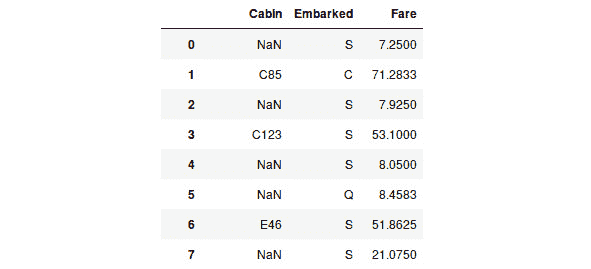 Cabin Embarked Fare
0 NaN S 7.2500
1 C85 C 71.2833
2 NaN S 7.9250
3 C123 S 53.1000
4 NaN S 8.0500
5 NaN Q 8.4583
6 E46 S 51.8625
7 NaN S 21.0750